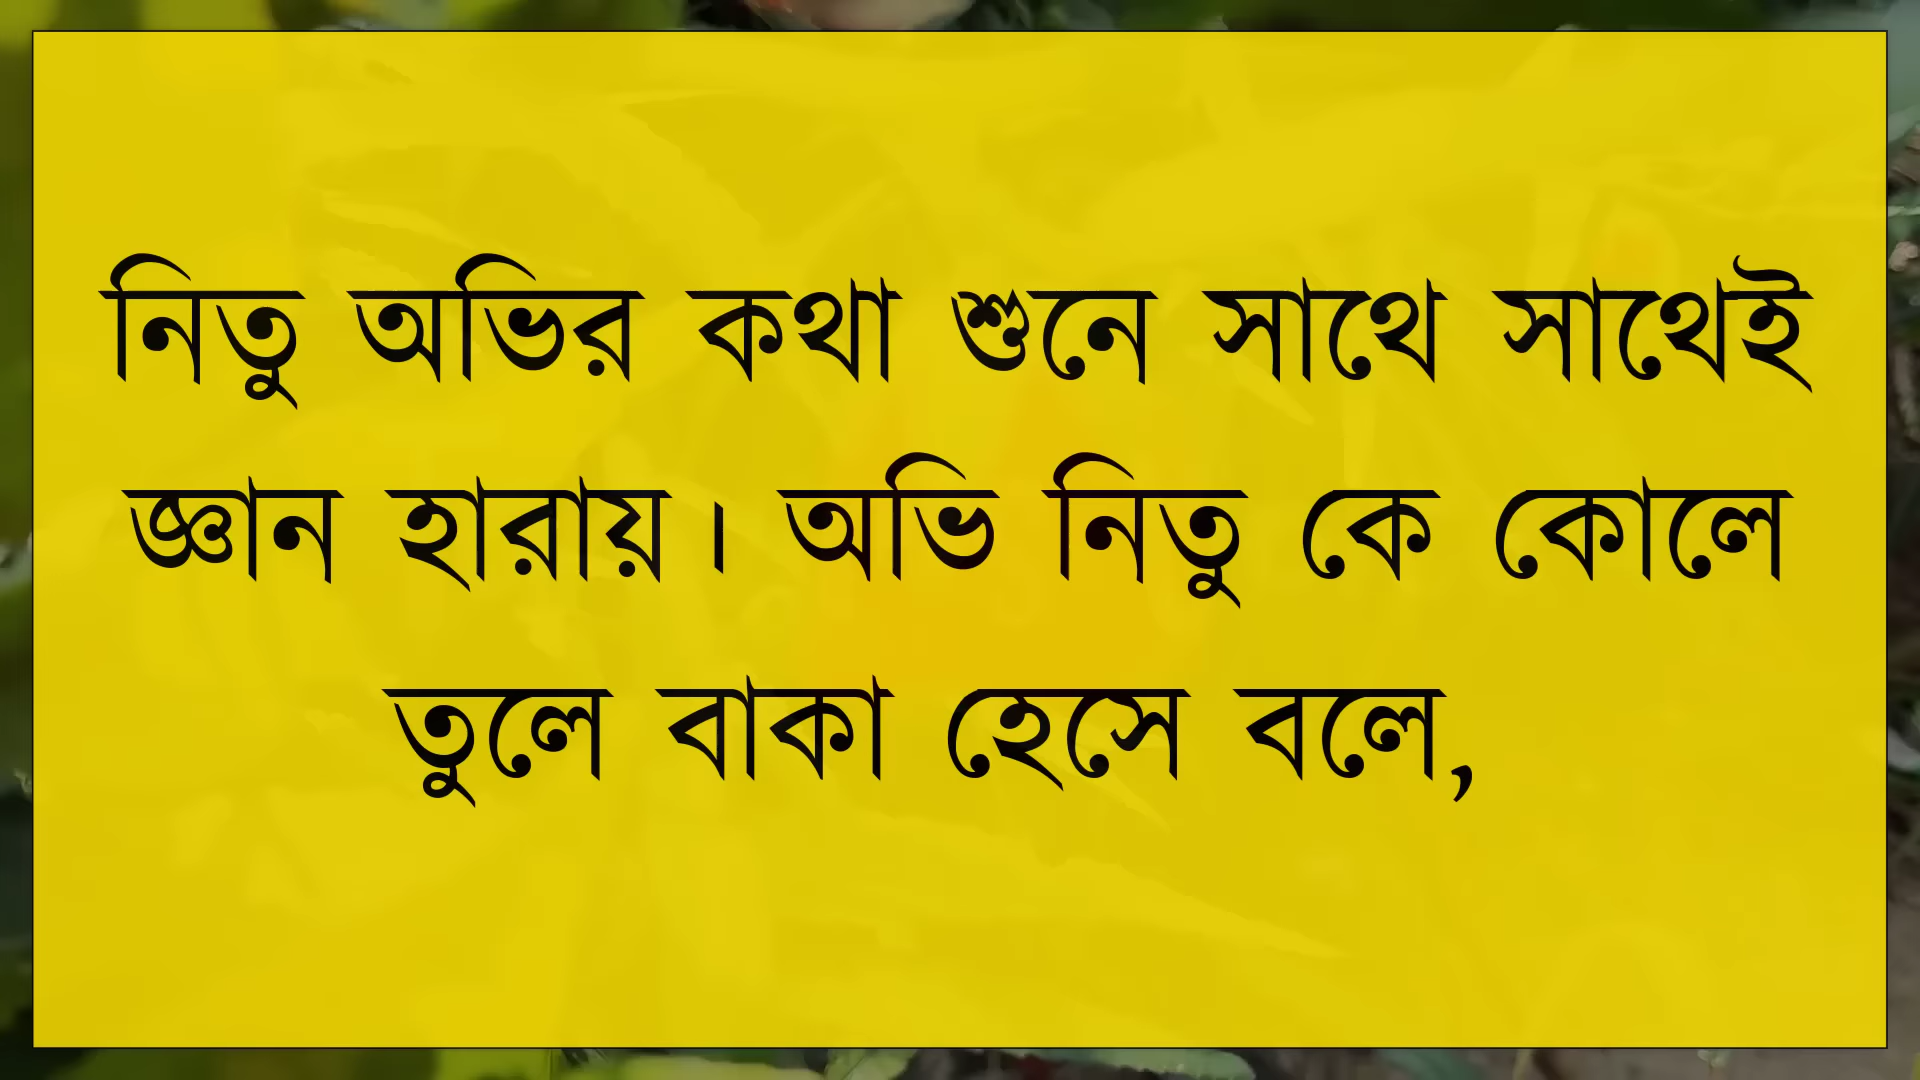 নিতু অভির কথা শুনে সাথে সাথেই
জ্ঞান হারায়। অভি নিতু কে কোলে
তুলে বাকা হেসে বলে,